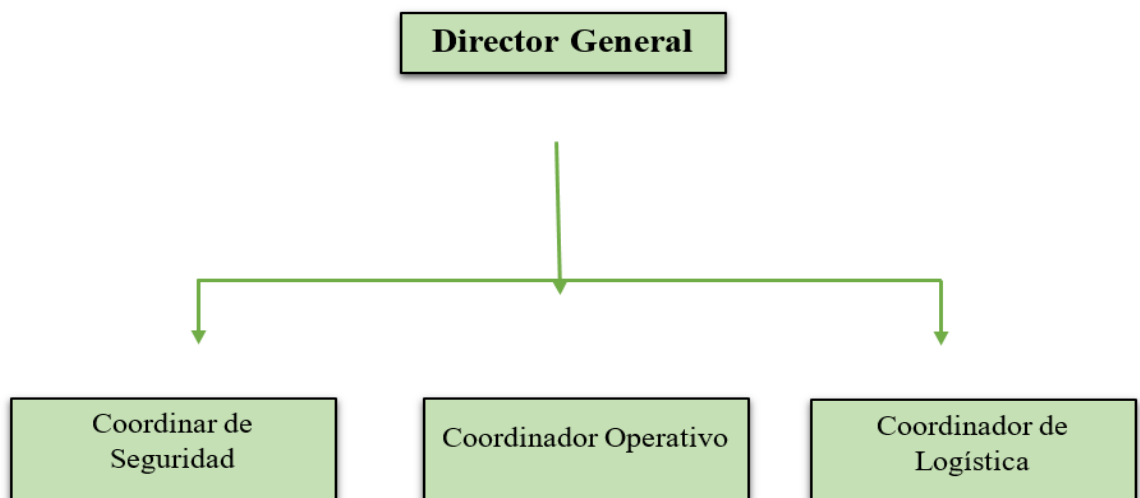 Director General
Coordinar de
Seguridad
Coordinador Operativo
Coordinador de
Logística